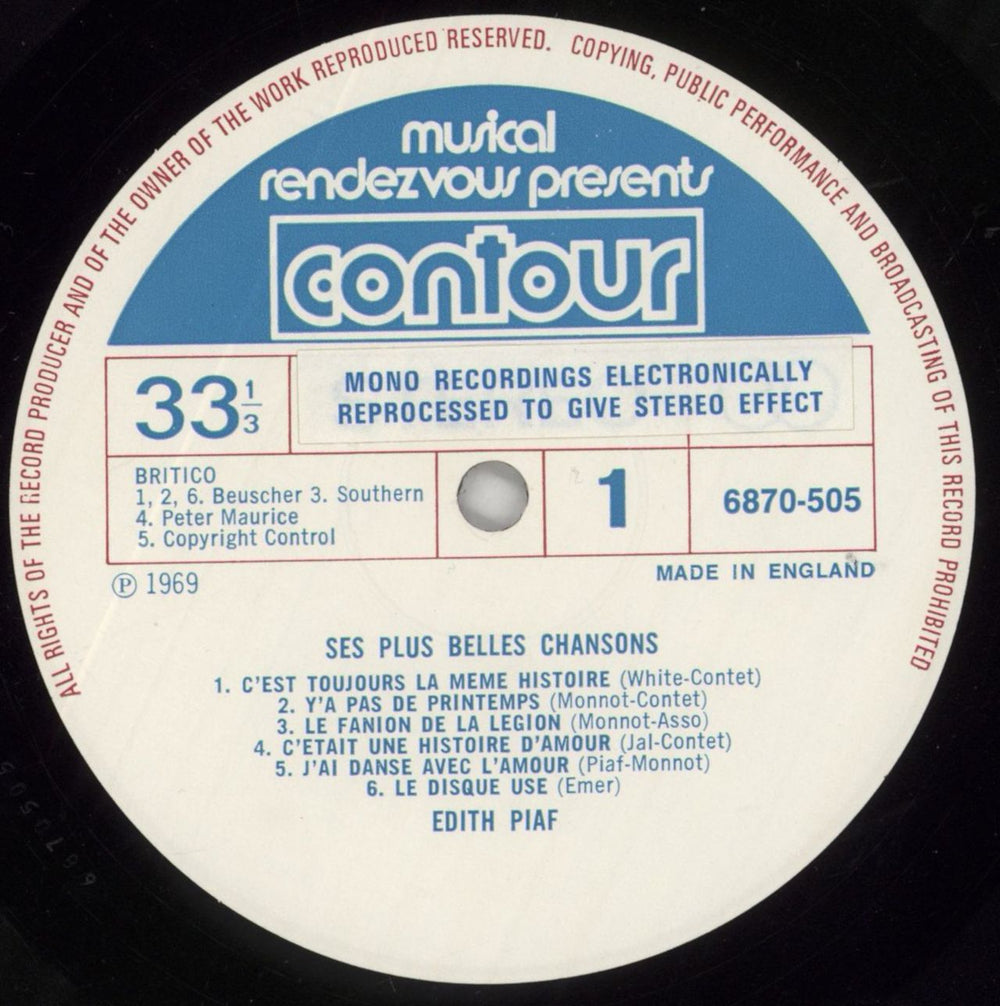 ALL RIGHTS OF THE RECORD PRODUCER AND OF THE OWNER OF THE WORK REPRODUCED RESERVED. COPYING, PUBLIC PERFORMANCE AND BROADCASTING OF THIS RECORD PROHIBITED
musical
rendezvous presents
contour
33 1/3
MONO RECORDINGS ELECTRONICALLY
REPROCESSED TO GIVE STEREO EFFECT
BRITICO
1, 2, 6. Beuscher 3. Southern
4. Peter Maurice
5. Copyright Control
1
6870-505
Ⓟ 1969
MADE IN ENGLAND
SES PLUS BELLES CHANSONS
1. C'EST TOUJOURS LA MEME HISTOIRE (White-Contet)
2. Y'A PAS DE PRINTEMPS (Monnot-Contet)
3. LE FANION DE LA LEGION (Monnot-Asso)
4. C'ETAIT UNE HISTOIRE D'AMOUR (Jal-Contet)
5. J'AI DANSE AVEC L'AMOUR (Piaf-Monnot)
6. LE DISQUE USE (Emer)
EDITH PIAF